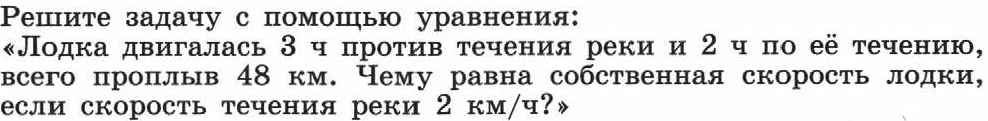 Решите задачу с помощью уравнения:
«Лодка двигалась 3 ч против течения реки и 2 ч по её течению,
всего проплыв 48 км. Чему равна собственная скорость лодки,
если скорость течения реки 2 км/ч?»